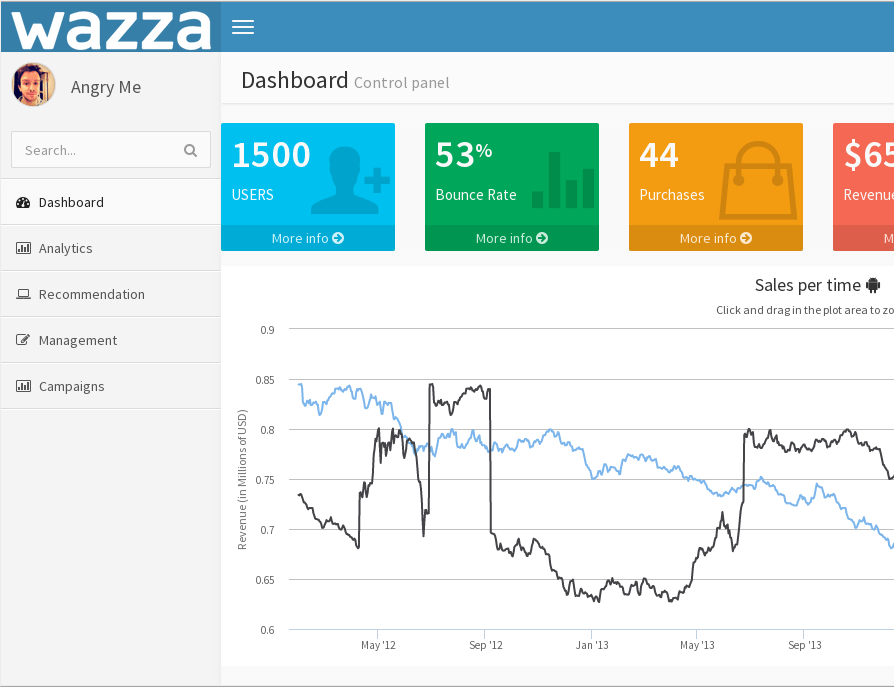 wazza
Angry Me
Search...
Dashboard
Analytics
Recommendation
Management
Campaigns
Dashboard Control panel
1500
USERS
More info
53%
Bounce Rate
More info
44
Purchases
More info
$65
Revenue
M
Sales per time
Click and drag in the plot area to zo
Revenue (in Millions of USD)
0.9
0.85
0.8
0.75
0.7
0.65
0.6
May '12
Sep '12
Jan '13
May '13
Sep '13